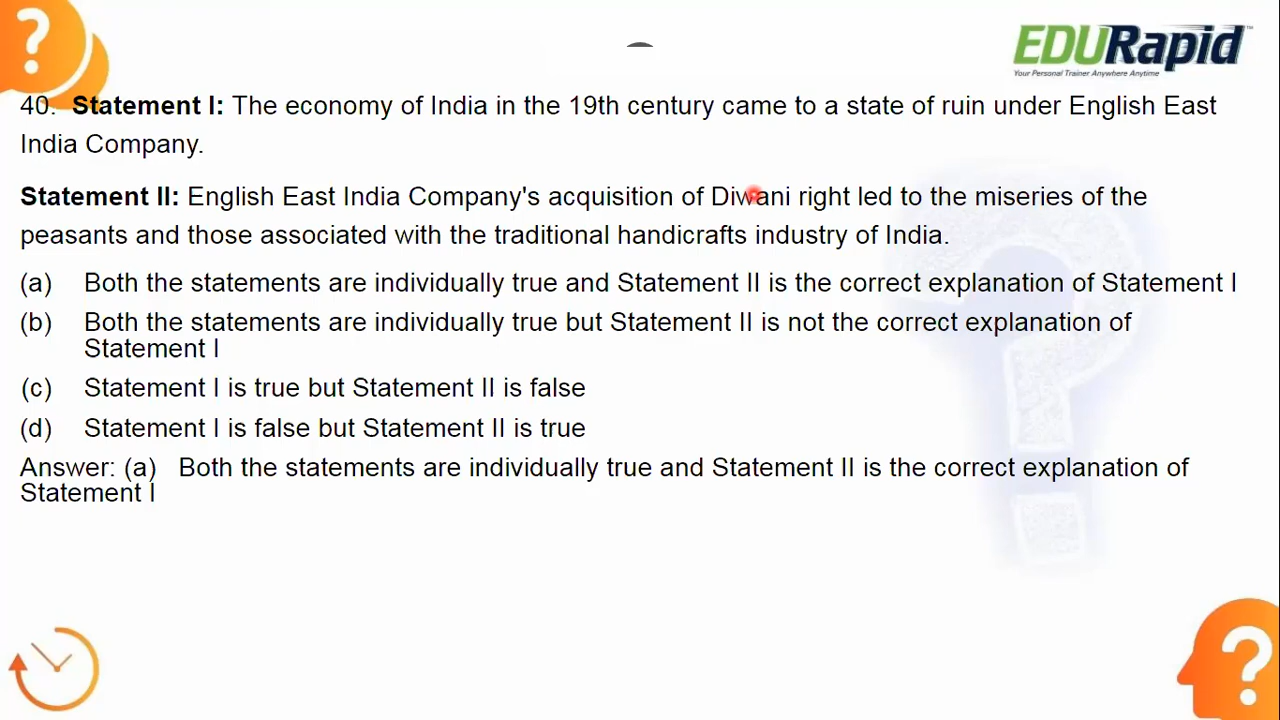 EDURapid™
Your Personal Trainer Anywhere Anytime
40. Statement I: The economy of India in the 19th century came to a state of ruin under English East
India Company.
Statement II: English East India Company's acquisition of Diwani right led to the miseries of the
peasants and those associated with the traditional handicrafts industry of India.
(a) Both the statements are individually true and Statement II is the correct explanation of Statement I
(b) Both the statements are individually true but Statement II is not the correct explanation of
Statement I
(c) Statement I is true but Statement II is false
(d) Statement I is false but Statement II is true
Answer: (a) Both the statements are individually true and Statement II is the correct explanation of
Statement I